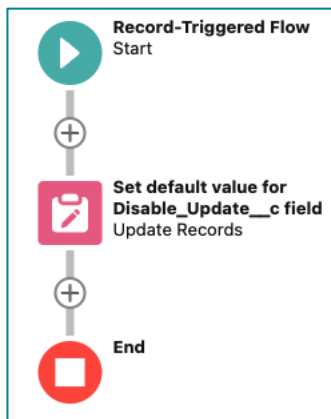 Record-Triggered Flow
Start
Set default value for
Disable_Update__c field
Update Records
End